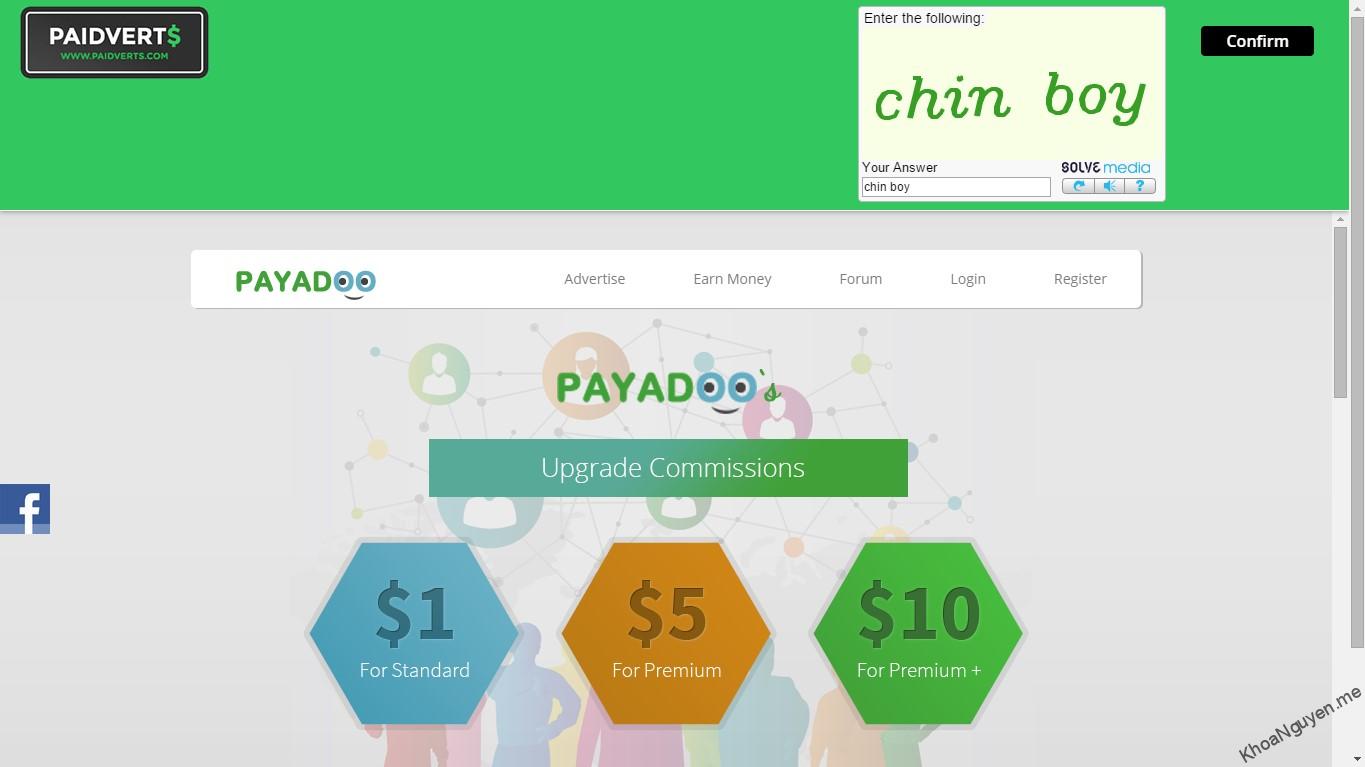 PAIDVERT$
WWW.PAIDVERTS.COM
Enter the following:
chin boy
Your Answer
SOLVE media
chin boy
?
Confirm
PAYADOO
Advertise
Earn Money
Forum
Login
Register
PAYADOO's
Upgrade Commissions
f
$1
For Standard
$5
For Premium
$10
For Premium +
KhoaNguyen.me